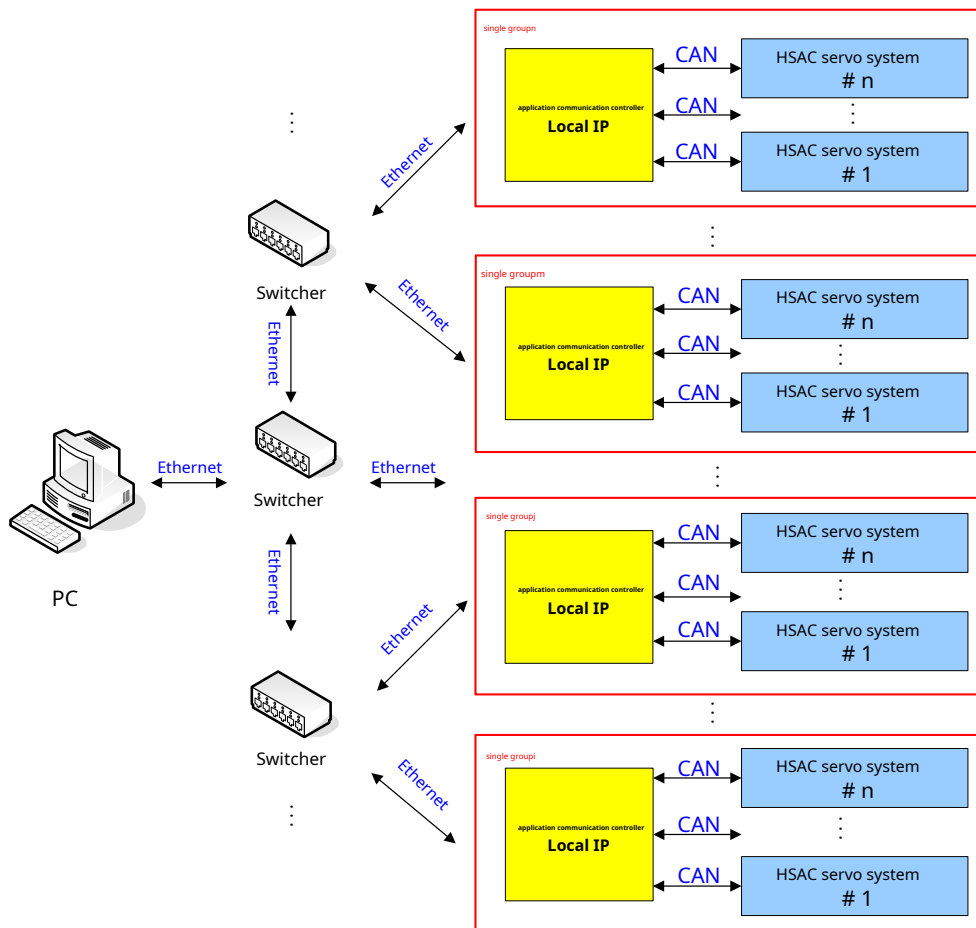 single groupn
application communication controller
Local IP
CAN
CAN
CAN
HSAC servo system
# n
HSAC servo system
# 1
Ethernet
Switcher
Ethernet
single groupm
application communication controller
Local IP
CAN
CAN
CAN
HSAC servo system
# n
HSAC servo system
# 1
Ethernet
PC
Ethernet
Switcher
Ethernet
Ethernet
single groupj
application communication controller
Local IP
CAN
CAN
CAN
HSAC servo system
# n
HSAC servo system
# 1
Ethernet
Switcher
Ethernet
single groupi
application communication controller
Local IP
CAN
CAN
CAN
HSAC servo system
# n
HSAC servo system
# 1